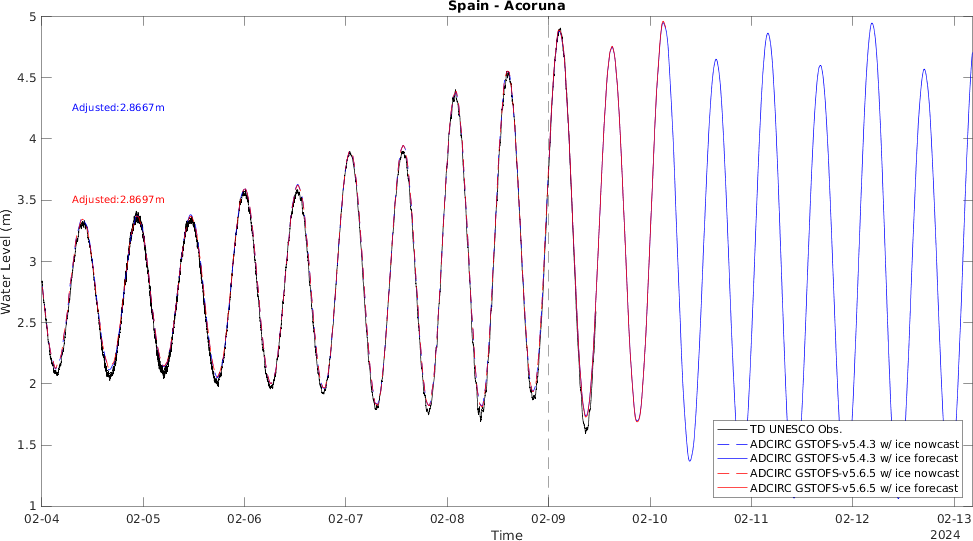 Spain - Acoruna
5
4.5
4
3.5
3
2.5
2
1.5
1
Water Level (m)
Adjusted:2.8667m
Adjusted:2.8697m
TD UNESCO Obs.
ADCIRC GSTOFS-v5.4.3 w/ ice nowcast
ADCIRC GSTOFS-v5.4.3 w/ ice forecast
ADCIRC GSTOFS-v5.6.5 w/ ice nowcast
ADCIRC GSTOFS-v5.6.5 w/ ice forecast
02-04 02-05 02-06 02-07 02-08 02-09 02-10 02-11 02-12 02-13
Time
2024